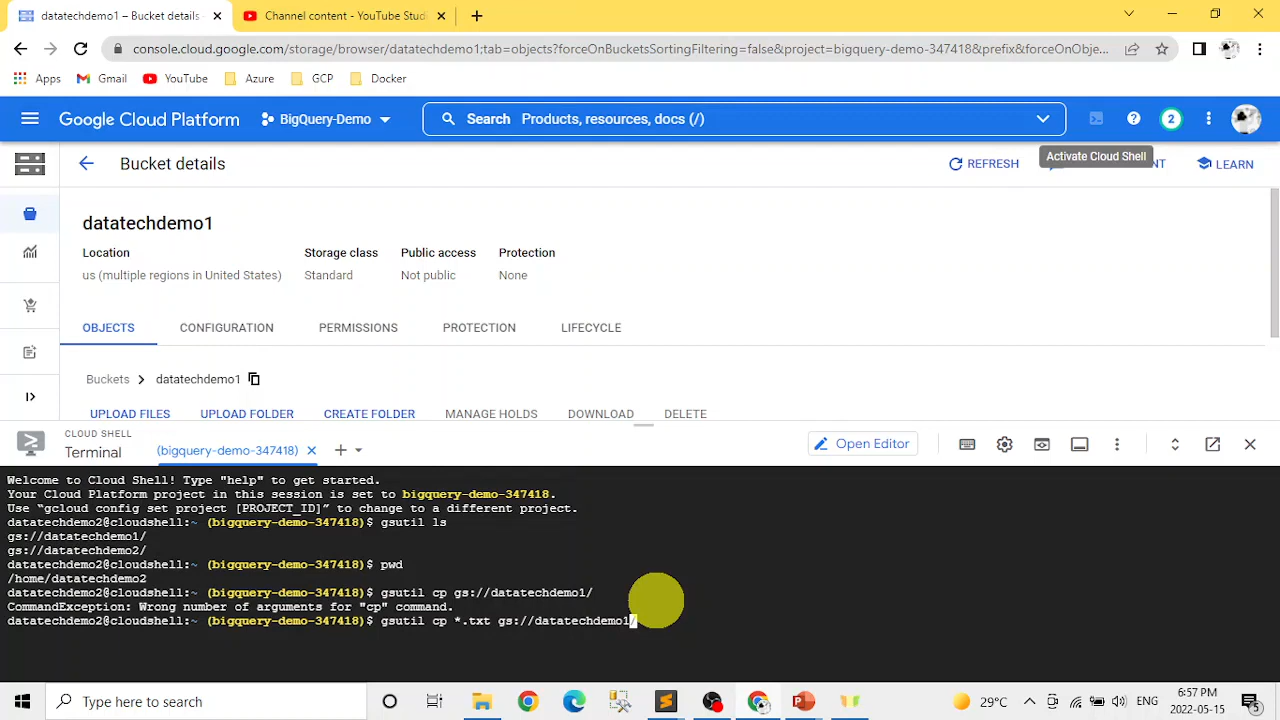 datatechdemo1 – Bucket details -
Channel content - YouTube Studi
console.cloud.google.com/storage/browser/datatechdemo1;tab=objects?forceOnBucketsSortingFiltering=false&project=bigquery-demo-347418&prefix&forceOnObje...
Apps Gmail YouTube Azure GCP Docker
Google Cloud Platform BigQuery-Demo Search Products, resources, docs (/) 2
Activate Cloud Shell
Bucket details REFRESH NT LEARN
datatechdemo1
Location Storage class Public access Protection
us (multiple regions in United States) Standard Not public None
OBJECTS CONFIGURATION PERMISSIONS PROTECTION LIFECYCLE
Buckets datatechdemo1
UPLOAD FILES UPLOAD FOLDER CREATE FOLDER MANAGE HOLDS DOWNLOAD DELETE
CLOUD SHELL
Terminal (bigquery-demo-347418) Open Editor
Welcome to Cloud Shell! Type "help" to get started.
Your Cloud Platform project in this session is set to bigquery-demo-347418.
Use “gcloud config set project [PROJECT_ID]” to change to a different project.
datatechdemo2@cloudshell:~ (bigquery-demo-347418)$ gsutil ls
gs://datatechdemo1/
gs://datatechdemo2/
datatechdemo2@cloudshell:~ (bigquery-demo-347418)$ pwd
/home/datatechdemo2
datatechdemo2@cloudshell:~ (bigquery-demo-347418)$ gsutil cp gs://datatechdemo1/
CommandException: Wrong number of arguments for "cp" command.
datatechdemo2@cloudshell:~ (bigquery-demo-347418)$ gsutil cp *.txt gs://datatechdemo1/
Type here to search 29°C ENG 6:57 PM
2022-05-15 5